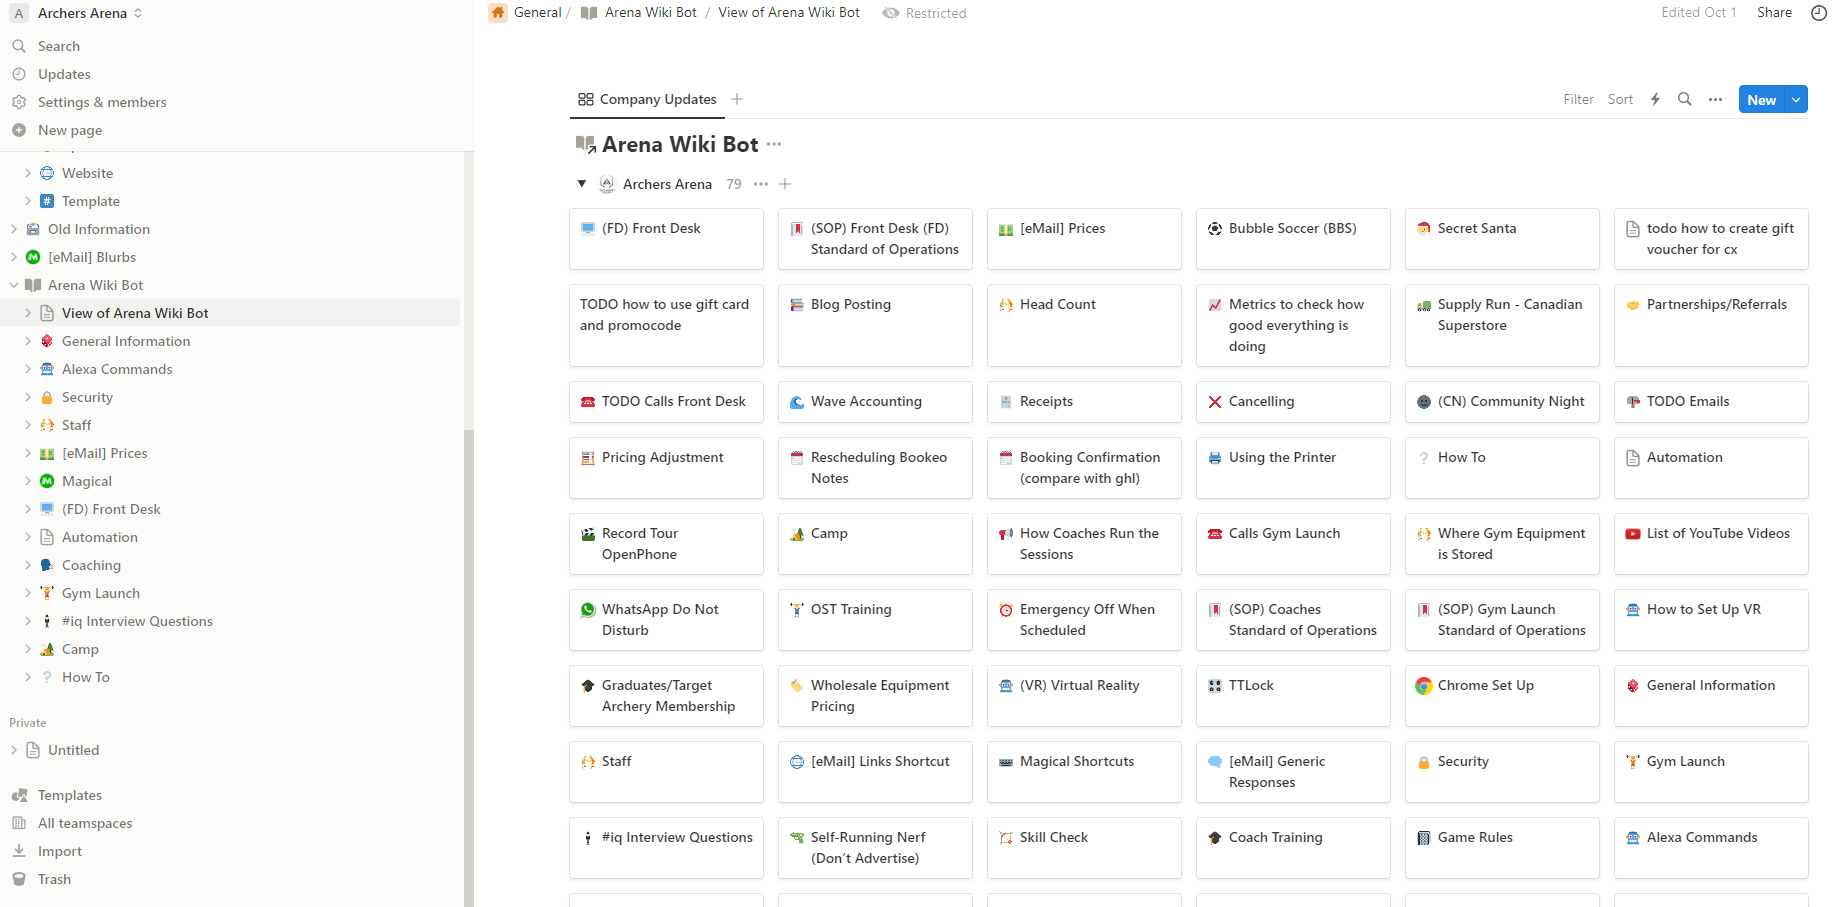 A Archers Arena
Search
Updates
Settings & members
New page
Website
Template
Old Information
[eMail] Blurbs
Arena Wiki Bot
View of Arena Wiki Bot
General Information
Alexa Commands
Security
Staff
[eMail] Prices
Magical
(FD) Front Desk
Automation
Coaching
Gym Launch
#iq Interview Questions
Camp
How To
Private
Untitled
Templates
All teamspaces
Import
Trash
General / Arena Wiki Bot / View of Arena Wiki Bot Restricted
Edited Oct 1 Share
Company Updates
Filter Sort New
Arena Wiki Bot
Archers Arena 79
(FD) Front Desk
(SOP) Front Desk (FD)
Standard of Operations
[eMail] Prices
Bubble Soccer (BBS)
Secret Santa
todo how to create gift
voucher for cx
TODO how to use gift card
and promocode
Blog Posting
Head Count
Metrics to check how
good everything is
doing
Supply Run - Canadian
Superstore
Partnerships/Referrals
TODO Calls Front Desk
Wave Accounting
Receipts
Cancelling
(CN) Community Night
TODO Emails
Pricing Adjustment
Rescheduling Bookeo
Notes
Booking Confirmation
(compare with ghl)
Using the Printer
How To
Automation
Record Tour
OpenPhone
Camp
How Coaches Run the
Sessions
Calls Gym Launch
Where Gym Equipment
is Stored
List of YouTube Videos
WhatsApp Do Not
Disturb
OST Training
Emergency Off When
Scheduled
(SOP) Coaches
Standard of Operations
(SOP) Gym Launch
Standard of Operations
How to Set Up VR
Graduates/Target
Archery Membership
Wholesale Equipment
Pricing
(VR) Virtual Reality
TTLock
Chrome Set Up
General Information
Staff
[eMail] Links Shortcut
Magical Shortcuts
[eMail] Generic
Responses
Security
Gym Launch
#iq Interview Questions
Self-Running Nerf
(Don't Advertise)
Skill Check
Coach Training
Game Rules
Alexa Commands